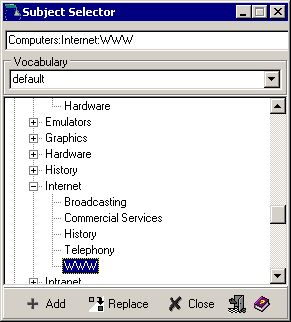 Subject Selector
Computers:Internet:WWW
Vocabulary
default
Hardware
Emulators
Graphics
Hardware
History
Internet
Broadcasting
Commercial Services
History
Telephony
WWW
Intranet
Add Replace Close